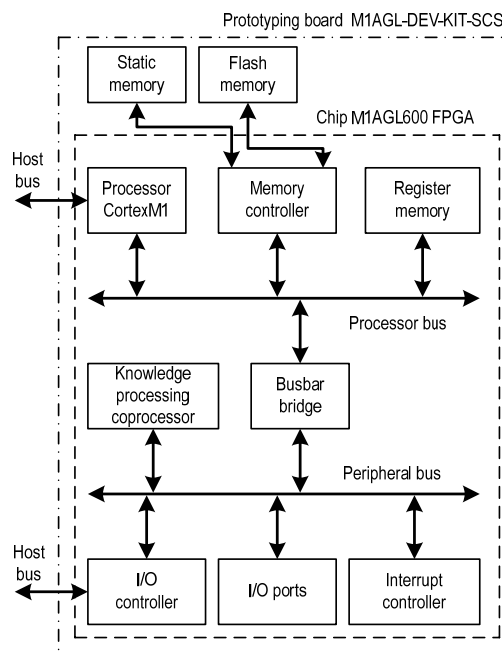 Prototyping board M1AGL-DEV-KIT-SCS
Static
memory
Flash
memory
Chip M1AGL600 FPGA
Host
bus
Processor
CortexM1
Memory
controller
Register
memory
Processor bus
Knowledge
processing
coprocessor
Busbar
bridge
Peripheral bus
Host
bus
I/O
controller
I/O ports
Interrupt
controller